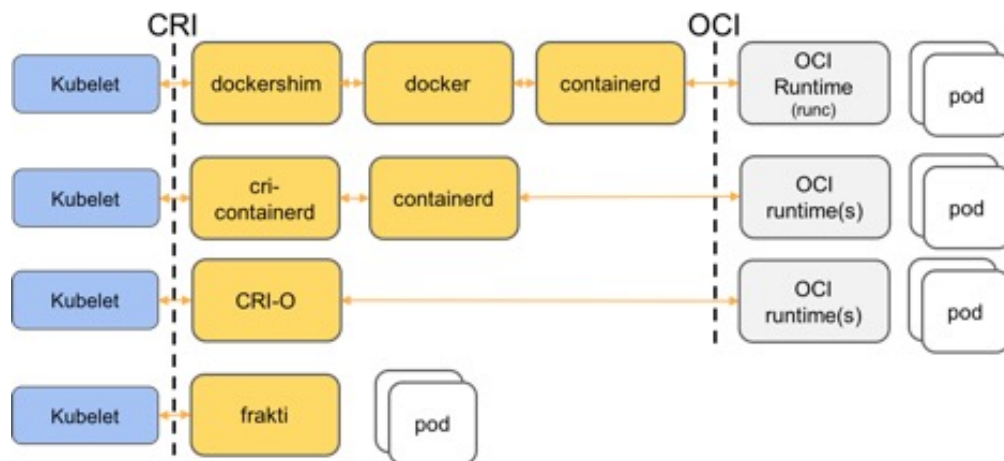 CRI
OCI
Kubelet
dockershim
docker
containerd
OCI
Runtime
(runc)
pod
Kubelet
cri-
containerd
containerd
OCI
runtime(s)
pod
Kubelet
CRI-O
OCI
runtime(s)
pod
Kubelet
frakti
pod